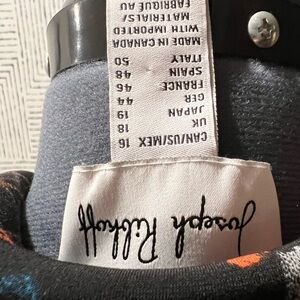 Joseph Ribkoff
CAN/US/MEX 16
UK 18
JAPAN 19
GER 44
FRANCE 46
SPAIN 48
ITALY 50
MADE IN CANADA
WITH IMPORTED
MATERIALS/
FABRIQUÉ AU